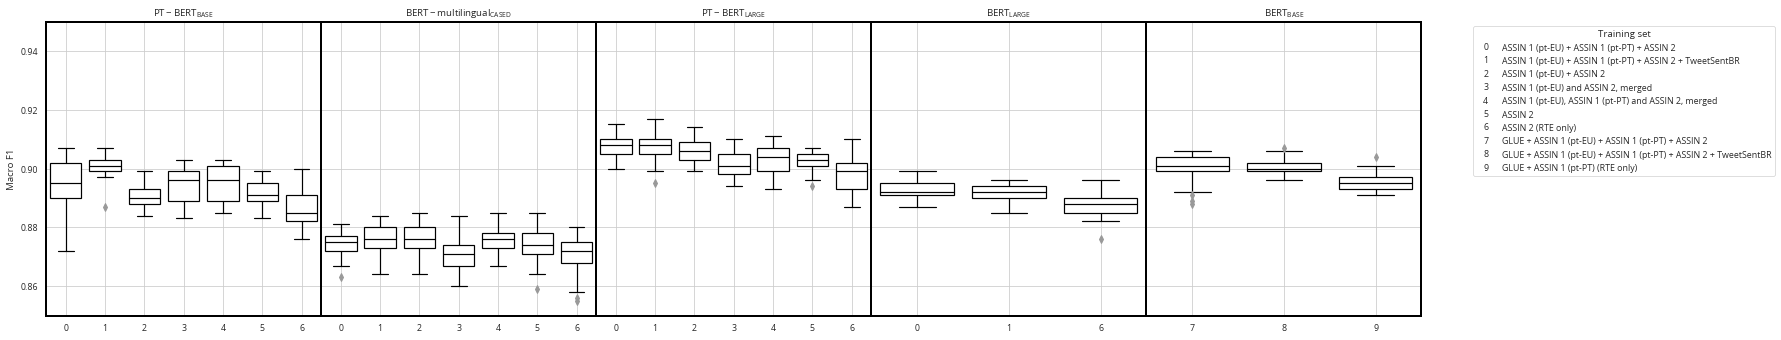 PT − BERT_BASE BERT − multilingual_CASED PT − BERT_LARGE BERT_LARGE BERT_BASE
Macro F1
0.94
0.92
0.90
0.88
0.86
0 1 2 3 4 5 6 0 1 2 3 4 5 6 0 1 2 3 4 5 6 0 1 6 7 8 9
Training set
0 ASSIN 1 (pt-EU) + ASSIN 1 (pt-PT) + ASSIN 2
1 ASSIN 1 (pt-EU) + ASSIN 1 (pt-PT) + ASSIN 2 + TweetSentBR
2 ASSIN 1 (pt-EU) + ASSIN 2
3 ASSIN 1 (pt-EU) and ASSIN 2, merged
4 ASSIN 1 (pt-EU), ASSIN 1 (pt-PT) and ASSIN 2, merged
5 ASSIN 2
6 ASSIN 2 (RTE only)
7 GLUE + ASSIN 1 (pt-EU) + ASSIN 1 (pt-PT) + ASSIN 2
8 GLUE + ASSIN 1 (pt-EU) + ASSIN 1 (pt-PT) + ASSIN 2 + TweetSentBR
9 GLUE + ASSIN 1 (pt-PT) (RTE only)